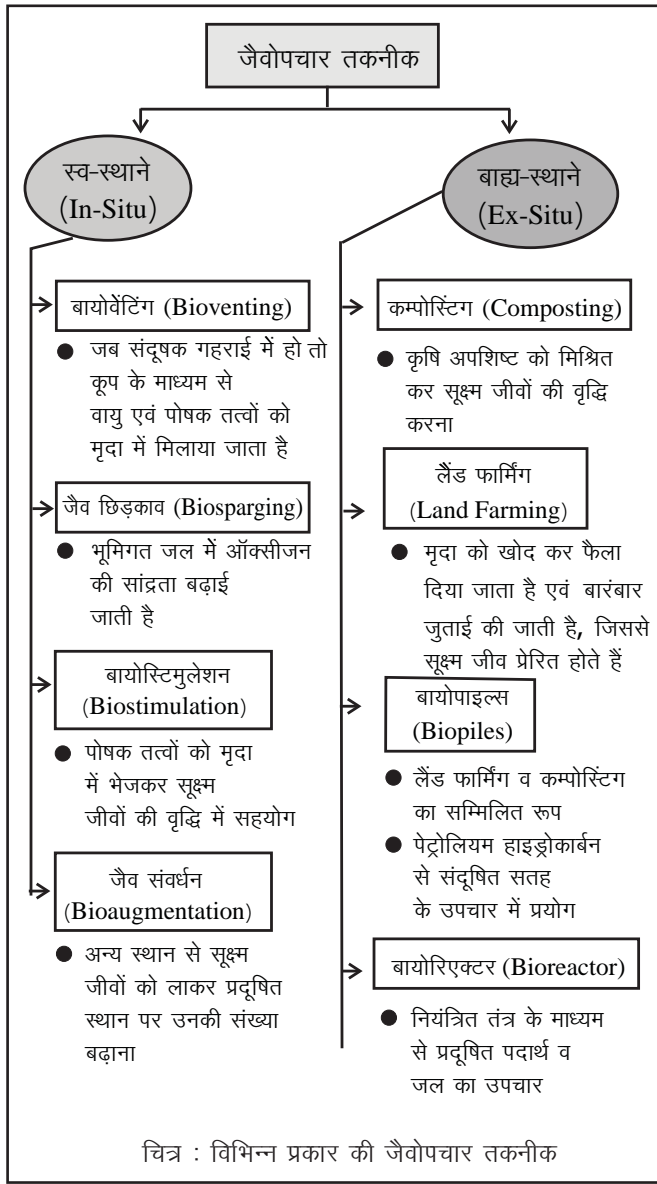 जैवोपचार तकनीक
स्व-स्थाने
(In-Situ)
बायोवेंटिंग (Bioventing)
● जब संदूषक गहराई में हो तो
कूप के माध्यम से
वायु एवं पोषक तत्वों को
मृदा में मिलाया जाता है
जैव छिड़काव (Biosparging)
● भूमिगत जल में ऑक्सीजन
की सांद्रता बढ़ाई
जाती है
बायोस्टिमुलेशन
(Biostimulation)
● पोषक तत्वों को मृदा
में भेजकर सूक्ष्म
जीवों की वृद्धि में सहयोग
जैव संवर्धन
(Bioaugmentation)
● अन्य स्थान से सूक्ष्म
जीवों को लाकर प्रदूषित
स्थान पर उनकी संख्या
बढ़ाना
बाह्य-स्थाने
(Ex-Situ)
कम्पोस्टिंग (Composting)
● कृषि अपशिष्ट को मिश्रित
कर सूक्ष्म जीवों की वृद्धि
करना
लैंड फार्मिंग
(Land Farming)
● मृदा को खोद कर फैला
दिया जाता है एवं बारंबार
जुताई की जाती है, जिससे
सूक्ष्म जीव प्रेरित होते हैं
बायोपाइल्स
(Biopiles)
● लैंड फार्मिंग व कम्पोस्टिंग
का सम्मिलित रूप
● पेट्रोलियम हाइड्रोकार्बन
से संदूषित सतह
के उपचार में प्रयोग
बायोरिएक्टर (Bioreactor)
● नियंत्रित तंत्र के माध्यम
से प्रदूषित पदार्थ व
जल का उपचार
चित्र : विभिन्न प्रकार की जैवोपचार तकनीक